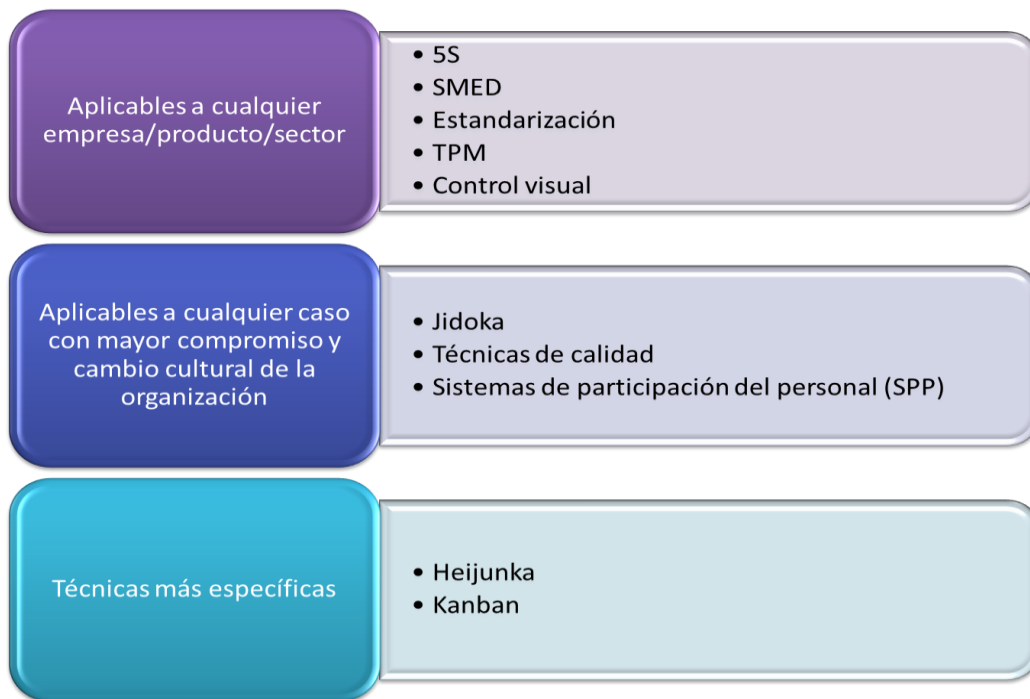 Aplicables a cualquier
empresa/producto/sector
• 5S
• SMED
• Estandarización
• TPM
• Control visual
Aplicables a cualquier caso
con mayor compromiso y
cambio cultural de la
organización
• Jidoka
• Técnicas de calidad
• Sistemas de participación del personal (SPP)
Técnicas más específicas
• Heijunka
• Kanban